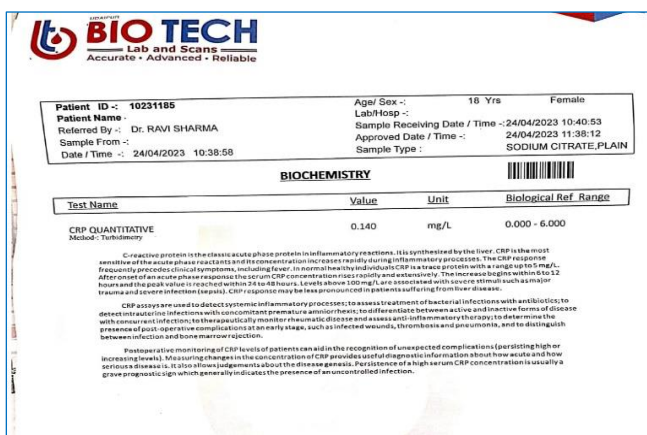 UDAIPUR
BIO TECH
Lab and Scans
Accurate • Advanced • Reliable
Patient ID -: 10231185
Patient Name -
Referred By -: Dr. RAVI SHARMA
Sample From -:
Date / Time -: 24/04/2023 10:38:58
Age/ Sex -: 18 Yrs Female
Lab/Hosp -:
Sample Receiving Date / Time -: 24/04/2023 10:40:53
Approved Date / Time -: 24/04/2023 11:38:12
Sample Type : SODIUM CITRATE,PLAIN
BIOCHEMISTRY
Test Name Value Unit Biological Ref Range
CRP QUANTITATIVE 0.140 mg/L 0.000 - 6.000
Method-: Turbidimetry
C-reactive protein is the classic acute phase protein in inflammatory reactions. It is synthesized by the liver. CRP is the most
sensitive of the acute phase reactants and its concentration increases rapidly during inflammatory processes. The CRP response
frequently precedes clinical symptoms, including fever. In normal healthy individuals CRP is a trace protein with a range up to 5 mg/L.
After onset of an acute phase response the serum CRP concentration rises rapidly and extensively. The increase begins within 6 to 12
hours and the peak value is reached within 24 to 48 hours. Levels above 100 mg/L are associated with severe stimuli such as major
trauma and severe infection (sepsis). CRP response may be less pronounced in patients suffering from liver disease.
CRP assays are used to detect systemic inflammatory processes; to assess treatment of bacterial infections with antibiotics; to
detect intrauterine infections with concomitant premature amniorrhexis; to differentiate between active and inactive forms of disease
with concurrent infection; to therapeutically monitor rheumatic disease and assess anti-inflammatory therapy; to determine the
presence of post-operative complications at an early stage, such as infected wounds, thrombosis and pneumonia, and to distinguish
between infection and bone marrow rejection.
Postoperative monitoring of CRP levels of patients can aid in the recognition of unexpected complications (persisting high or
increasing levels). Measuring changes in the concentration of CRP provides useful diagnostic information about how acute and how
serious a disease is. It also allows judgements about the disease genesis. Persistence of a high serum CRP concentration is usually a
grave prognostic sign which generally indicates the presence of an uncontrolled infection.